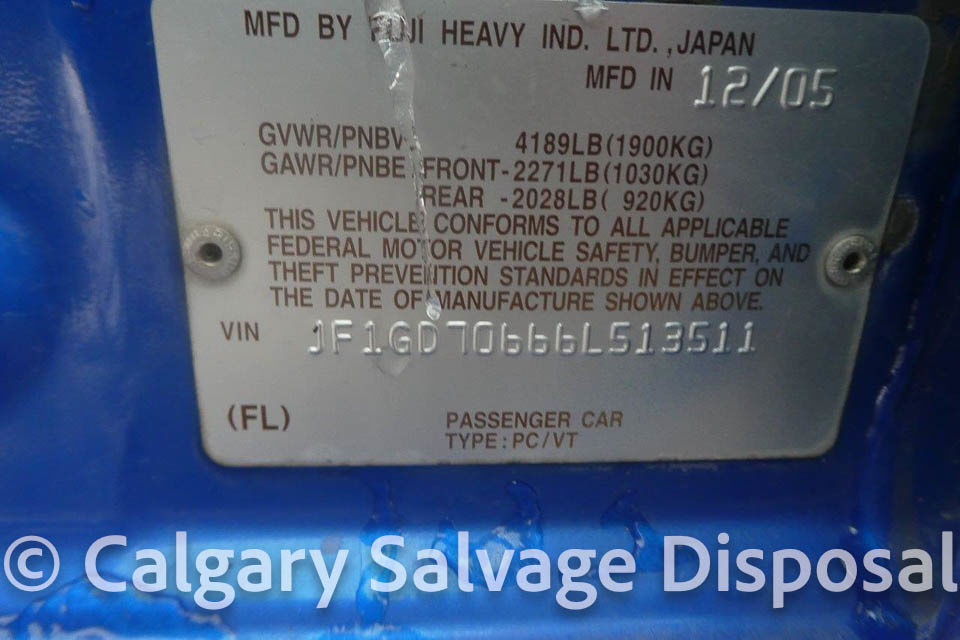 MFD BY FUJI HEAVY IND. LTD.,JAPAN
MFD IN 12/05
GVWR/PNBV 4189LB(1900KG)
GAWR/PNBE FRONT-2271LB(1030KG)
REAR -2028LB( 920KG)
THIS VEHICLE CONFORMS TO ALL APPLICABLE
FEDERAL MOTOR VEHICLE SAFETY, BUMPER, AND
THEFT PREVENTION STANDARDS IN EFFECT ON
THE DATE OF MANUFACTURE SHOWN ABOVE.
VIN JF1GD70666L513511
(FL) PASSENGER CAR
TYPE : PC/VT
© Calgary Salvage Disposal